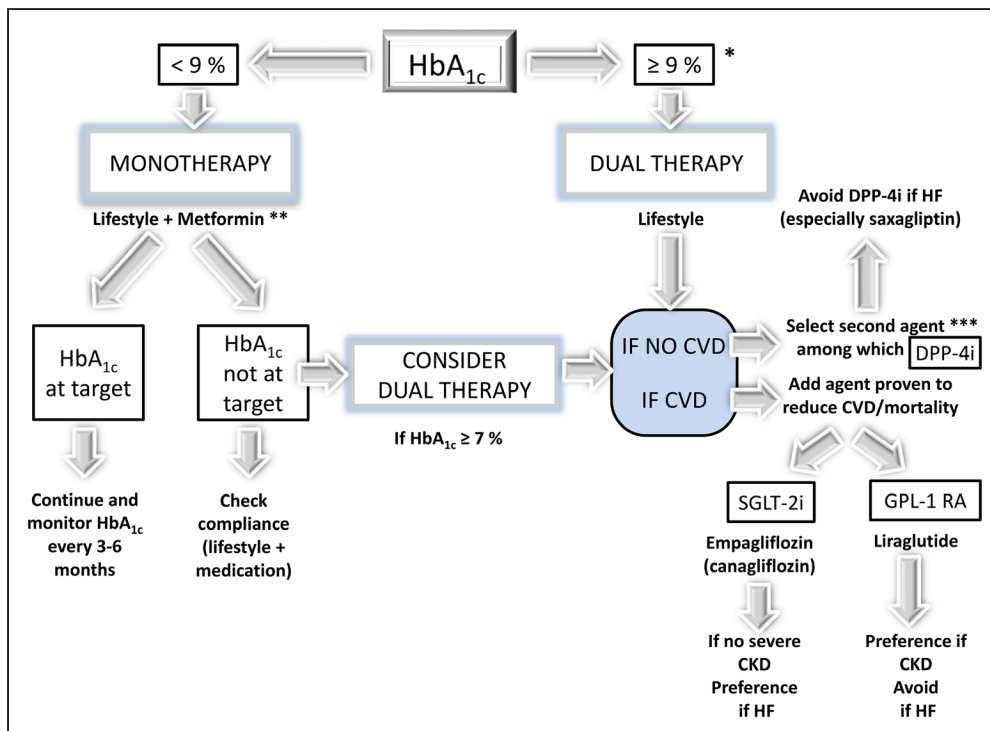 HbA1c
< 9 %
≥ 9 % *
MONOTHERAPY
Lifestyle + Metformin **
HbA1c
at target
Continue and
monitor HbA1c
every 3-6
months
HbA1c
not at
target
Check
compliance
(lifestyle +
medication)
CONSIDER
DUAL THERAPY
If HbA1c ≥ 7 %
DUAL THERAPY
Lifestyle
IF NO CVD
IF CVD
Avoid DPP-4i if HF
(especially saxagliptin)
Select second agent ***
among which DPP-4i
Add agent proven to
reduce CVD/mortality
SGLT-2i
Empagliflozin
(canagliflozin)
If no severe
CKD
Preference
if HF
GPL-1 RA
Liraglutide
Preference if
CKD
Avoid
if HF